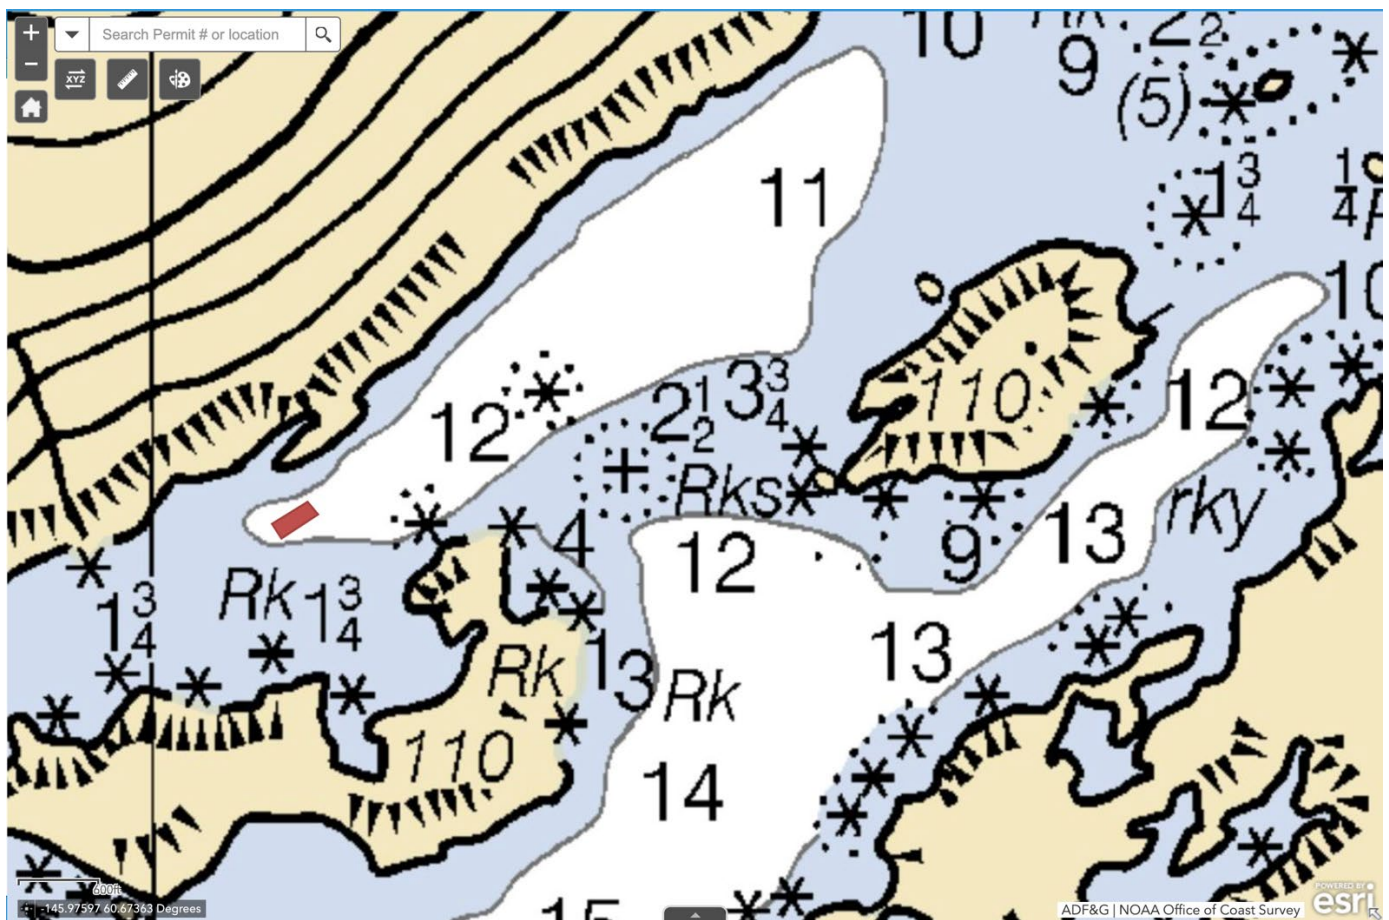 +
Search Permit # or location
−
XYZ
10
9
2 2
(5)
11
1 3/4
1/4
10
12
2 1/2
3 3/4
110
12
Rks
rky
4
12
9
13
Rk
1 3/4
1 3/4
13
Rk
13
Rk
110
14
15
600ft
-145.97597 60.67363 Degrees
ADF&G | NOAA Office of Coast Survey
POWERED BY
esri